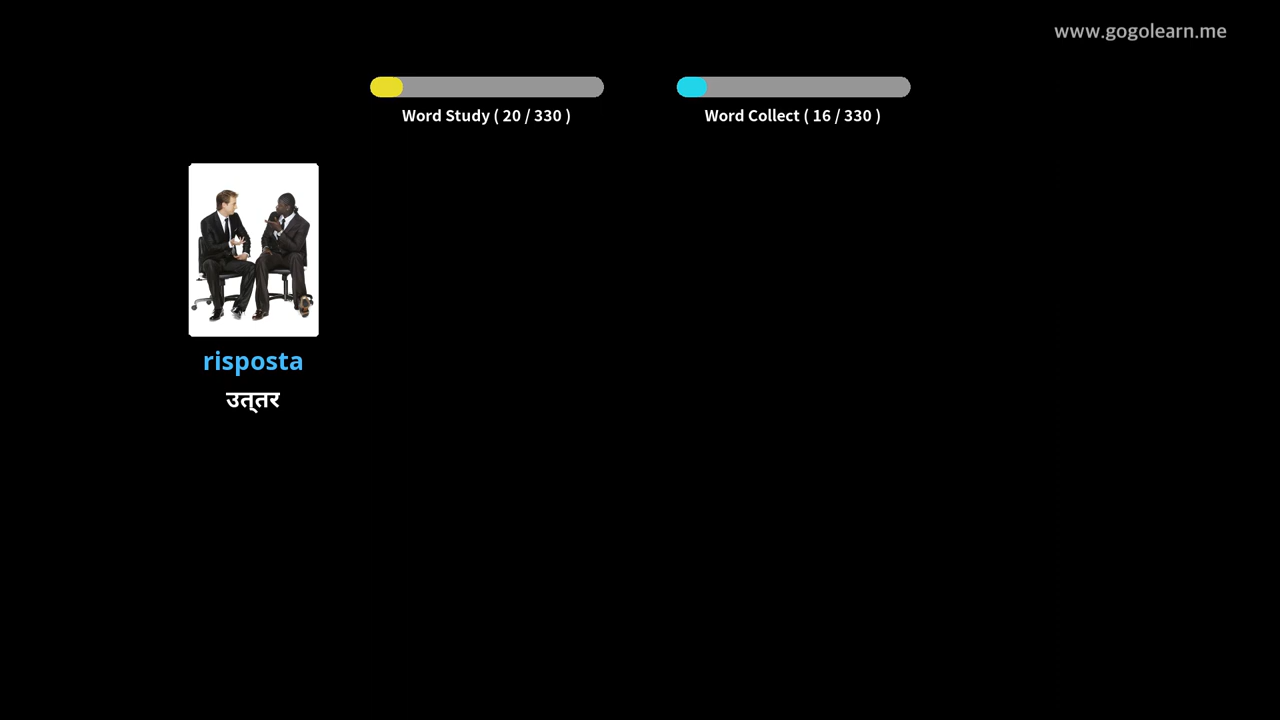 www.gogolearn.me
Word Study ( 20 / 330 )
Word Collect ( 16 / 330 )
risposta
उत्तर